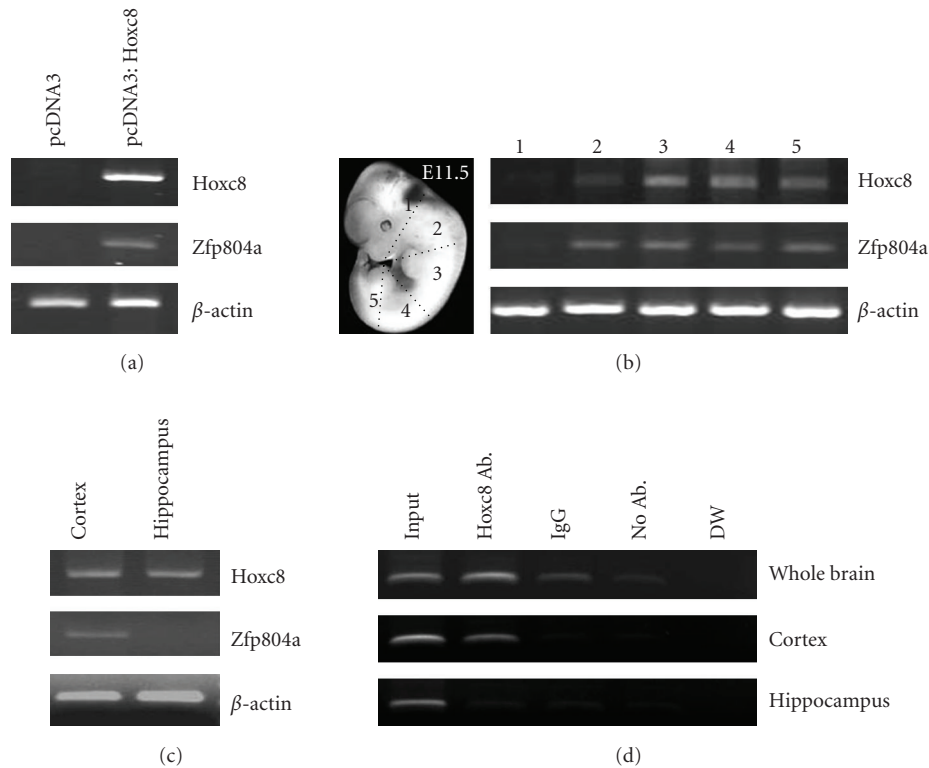 pcDNA3
pcDNA3: Hoxc8
Hoxc8
Zfp804a
β-actin
(a)
E11.5
1
2
3
4
5
1 2 3 4 5
Hoxc8
Zfp804a
β-actin
(b)
Cortex
Hippocampus
Hoxc8
Zfp804a
β-actin
(c)
Input
Hoxc8 Ab.
IgG
No Ab.
DW
Whole brain
Cortex
Hippocampus
(d)